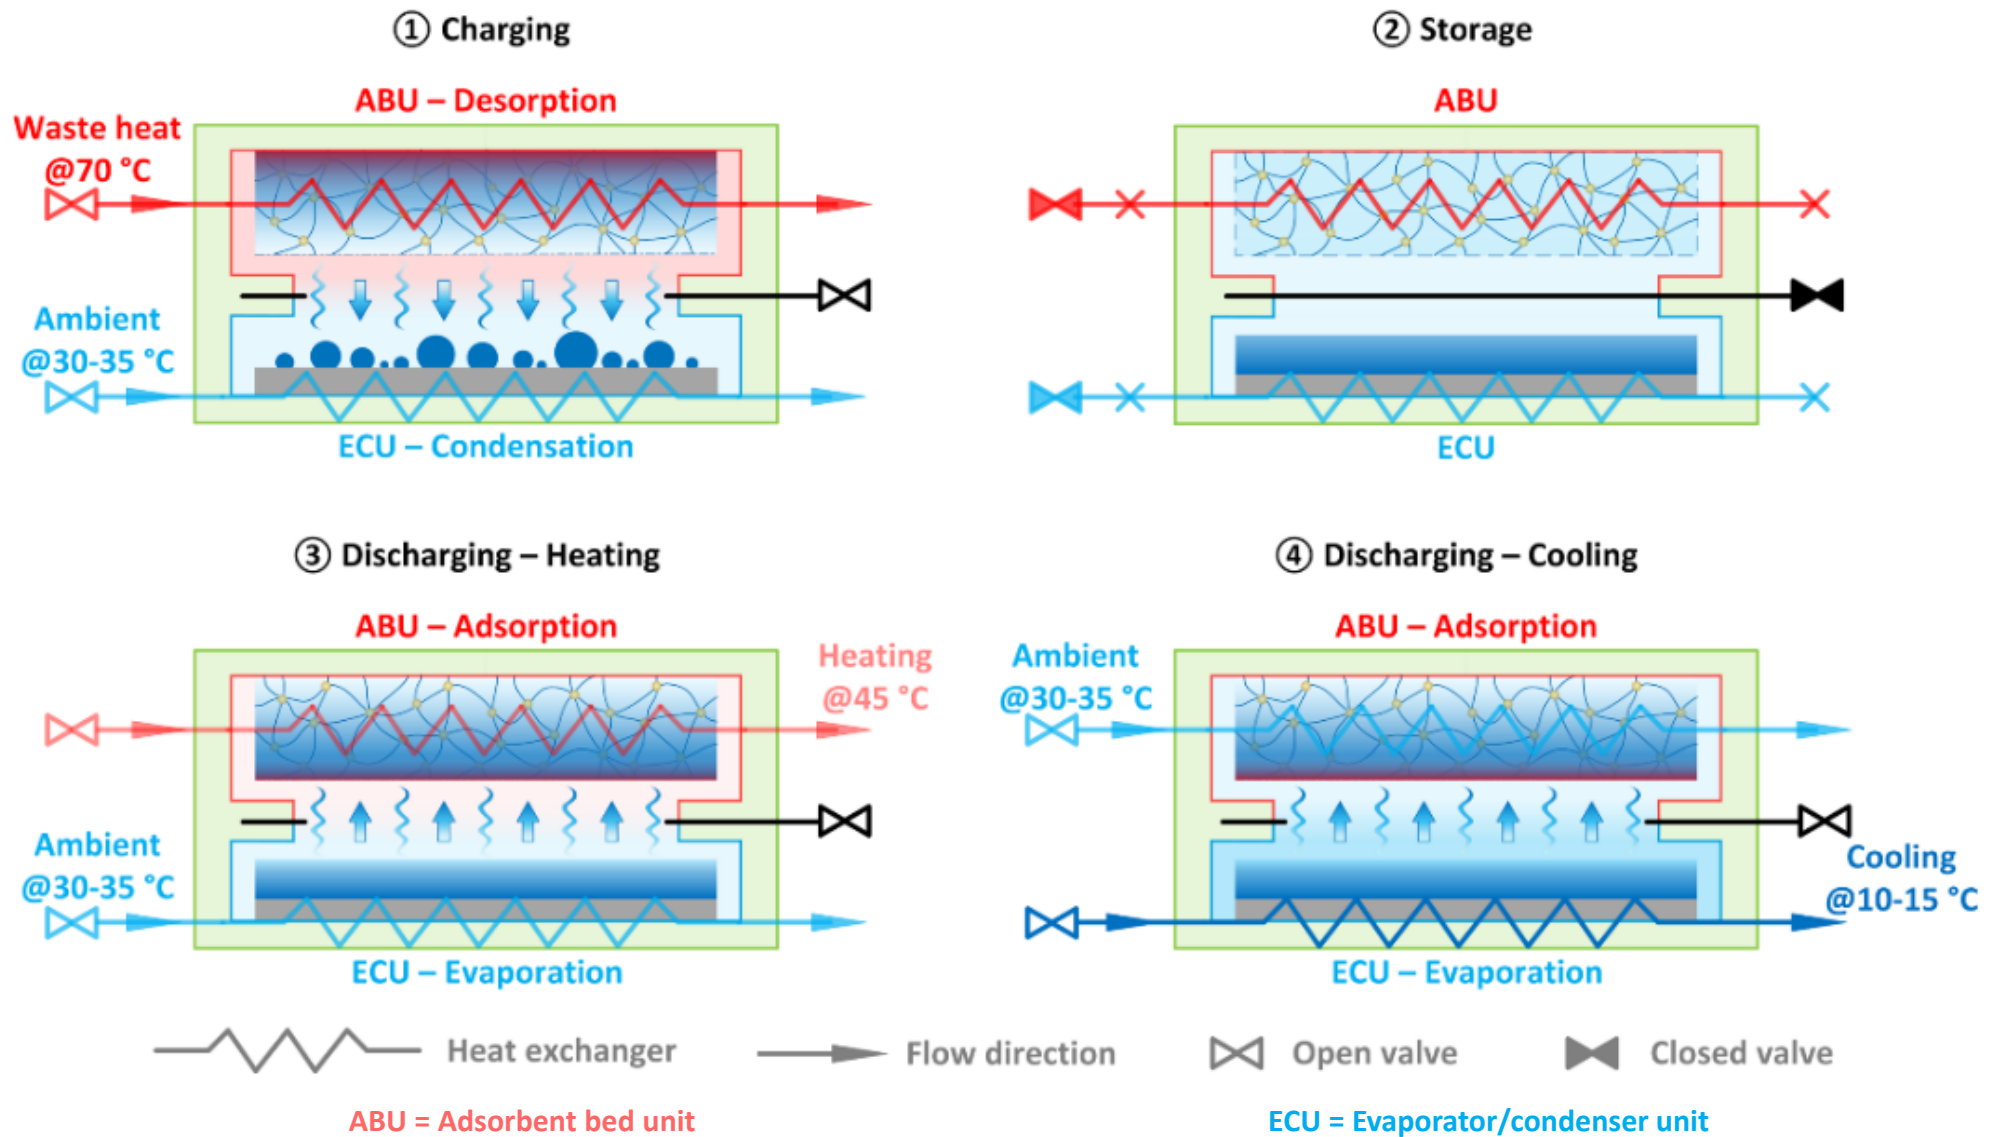 ① Charging
ABU – Desorption
Waste heat
@70 °C
Ambient
@30-35 °C
ECU – Condensation
② Storage
ABU
ECU
③ Discharging – Heating
ABU – Adsorption
Heating
@45 °C
Ambient
@30-35 °C
ECU – Evaporation
④ Discharging – Cooling
ABU – Adsorption
Ambient
@30-35 °C
Cooling
@10-15 °C
ECU – Evaporation
Heat exchanger
Flow direction
Open valve
Closed valve
ABU = Adsorbent bed unit
ECU = Evaporator/condenser unit